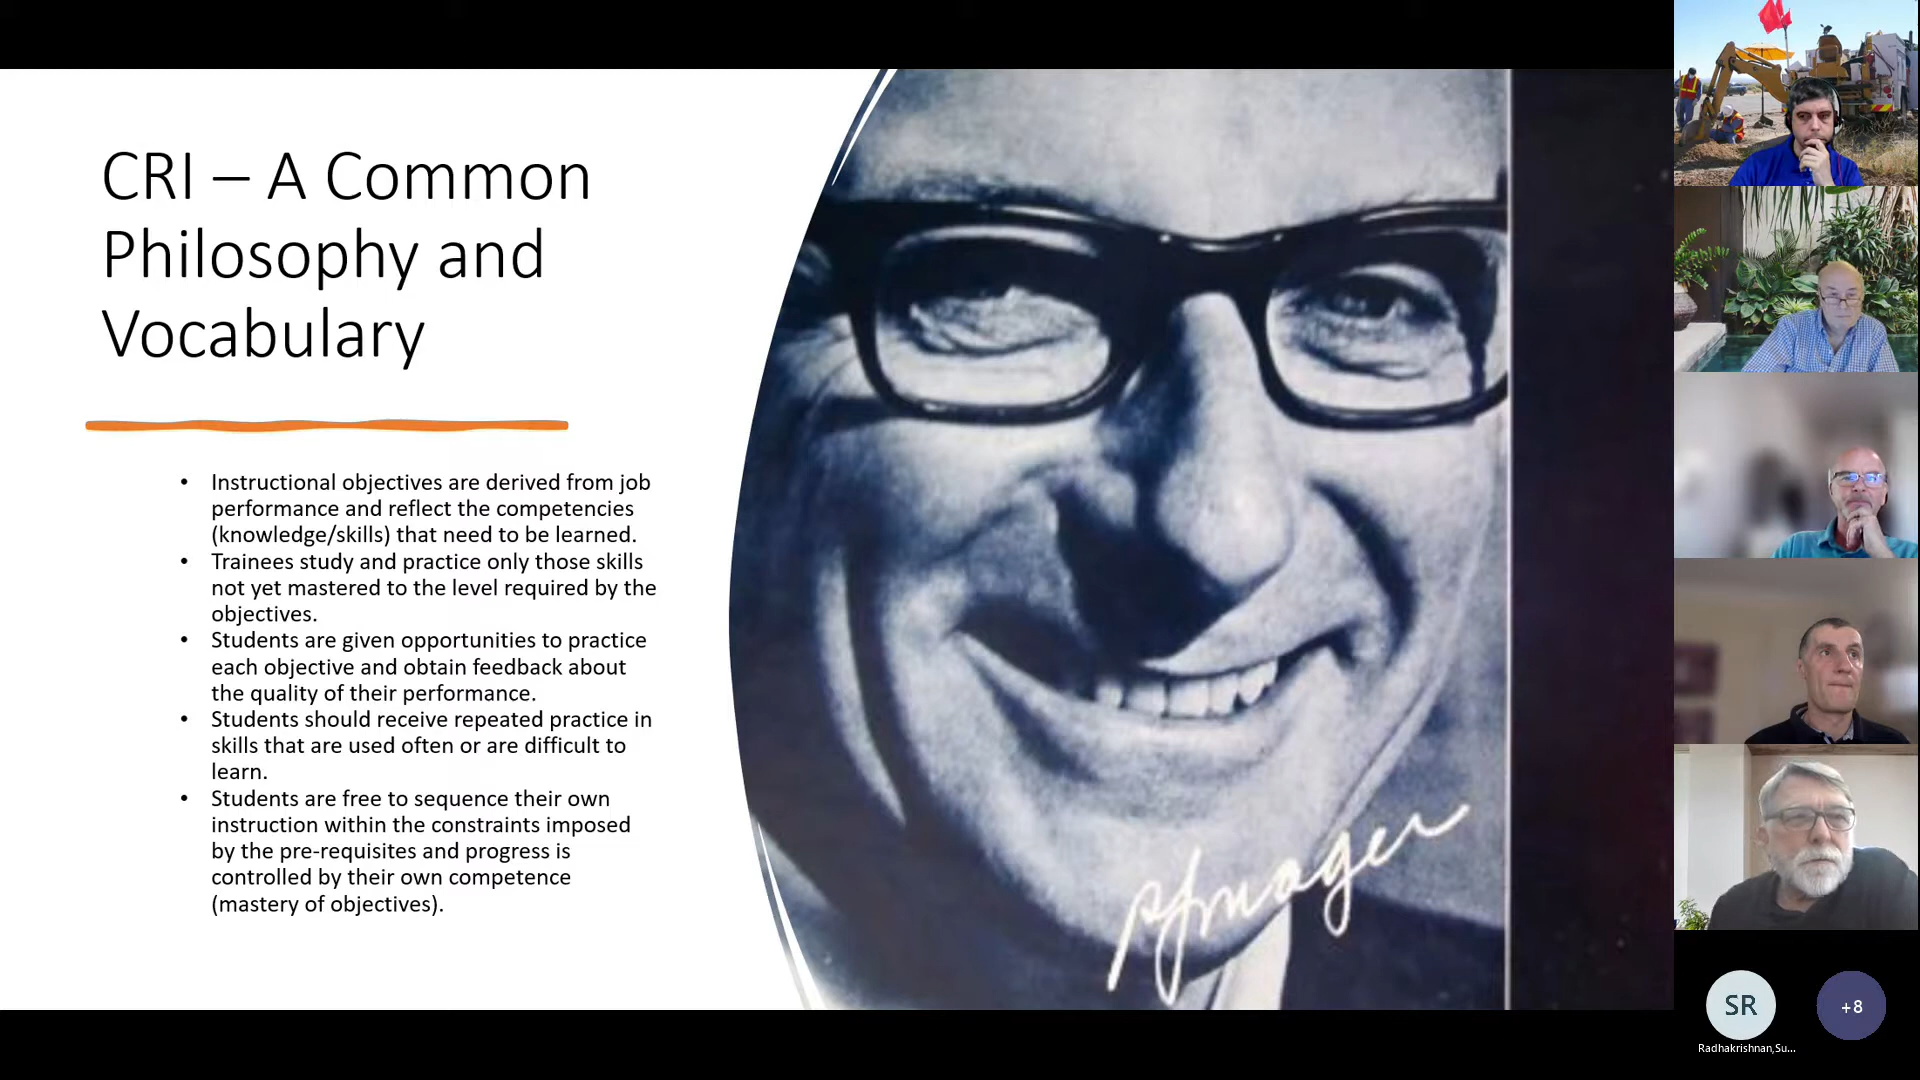 CRI – A Common
Philosophy and
Vocabulary
• Instructional objectives are derived from job
performance and reflect the competencies
(knowledge/skills) that need to be learned.
• Trainees study and practice only those skills
not yet mastered to the level required by the
objectives.
• Students are given opportunities to practice
each objective and obtain feedback about
the quality of their performance.
• Students should receive repeated practice in
skills that are used often or are difficult to
learn.
• Students are free to sequence their own
instruction within the constraints imposed
by the pre-requisites and progress is
controlled by their own competence
(mastery of objectives).
SR
+8
Radhakrishnan,Su...